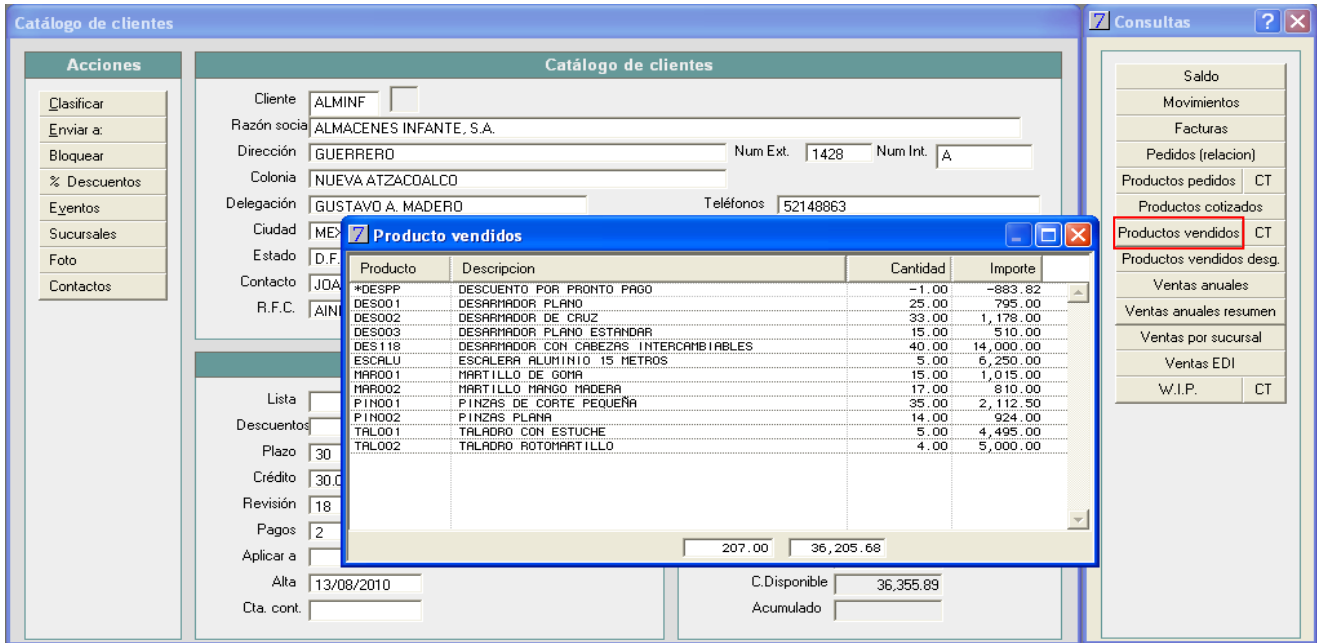 Catálogo de clientes
Acciones
Clasificar
Enviar a:
Bloquear
% Descuentos
Eventos
Sucursales
Foto
Contactos
Catálogo de clientes
Cliente ALMINF
Razón socia ALMACENES INFANTE, S.A.
Dirección GUERRERO Num Ext. 1428 Num Int. A
Colonia NUEVA ATZACOALCO
Delegación GUSTAVO A. MADERO Teléfonos 52148863
Ciudad MEX
Estado D.F.
Contacto JOA
R.F.C. AIN
Lista
Descuentos
Plazo 30
Crédito 30.0
Revisión 18
Pagos 2
Aplicar a
Alta 13/08/2010
Cta. cont.
C.Disponible 36,355.89
Acumulado
7 Producto vendidos
Producto Descripcion Cantidad Importe
*DESPP DESCUENTO POR PRONTO PAGO -1.00 -883.82
DES001 DESARMADOR PLANO 25.00 795.00
DES002 DESARMADOR DE CRUZ 33.00 1,178.00
DES003 DESARMADOR PLANO ESTANDAR 15.00 510.00
DES118 DESARMADOR CON CABEZAS INTERCAMBIABLES 40.00 14,000.00
ESCALU ESCALERA ALUMINIO 15 METROS 5.00 6,250.00
MAR001 MARTILLO DE GOMA 15.00 1,015.00
MAR002 MARTILLO MANGO MADERA 17.00 810.00
PIN001 PINZAS DE CORTE PEQUEÑA 35.00 2,112.50
PIN002 PINZAS PLANA 14.00 924.00
TAL001 TALADRO CON ESTUCHE 5.00 4,495.00
TAL002 TALADRO ROTOMARTILLO 4.00 5,000.00
207.00 36,205.68
7 Consultas ?
Saldo
Movimientos
Facturas
Pedidos (relacion)
Productos pedidos CT
Productos cotizados
Productos vendidos CT
Productos vendidos desg.
Ventas anuales
Ventas anuales resumen
Ventas por sucursal
Ventas EDI
W.I.P. CT